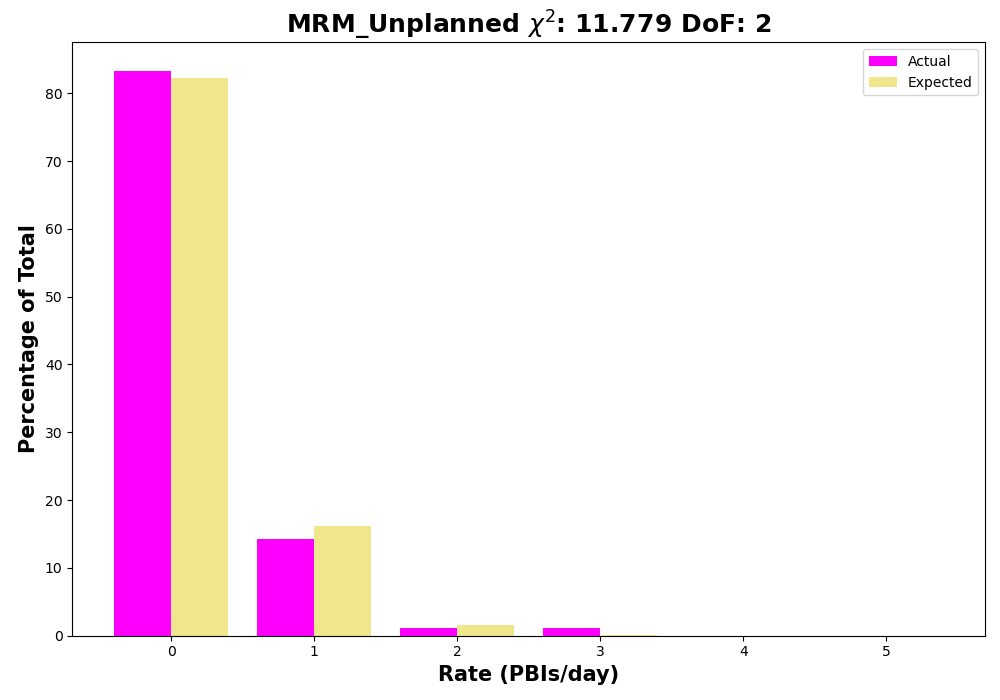 MRM_Unplanned χ²: 11.779 DoF: 2
Actual
Expected
Percentage of Total
80
70
60
50
40
30
20
10
0
0 1 2 3 4 5
Rate (PBIs/day)